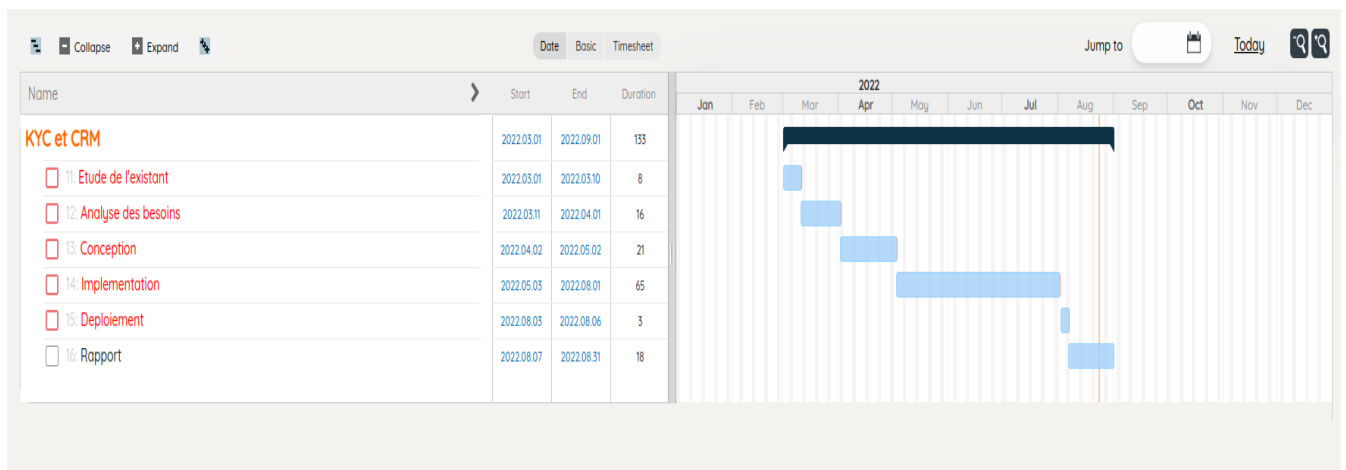 Collapse Expand Date Basic Timesheet Jump to Today
Name Start End Duration
2022
Jan Feb Mar Apr May Jun Jul Aug Sep Oct Nov Dec
KYC et CRM 2022.03.01 2022.09.01 133
11: Etude de l'existant 2022.03.01 2022.03.10 8
12: Analyse des besoins 2022.03.11 2022.04.01 16
13: Conception 2022.04.02 2022.05.02 21
14: Implementation 2022.05.03 2022.08.01 65
15: Deploiement 2022.08.03 2022.08.06 3
16: Rapport 2022.08.07 2022.08.31 18